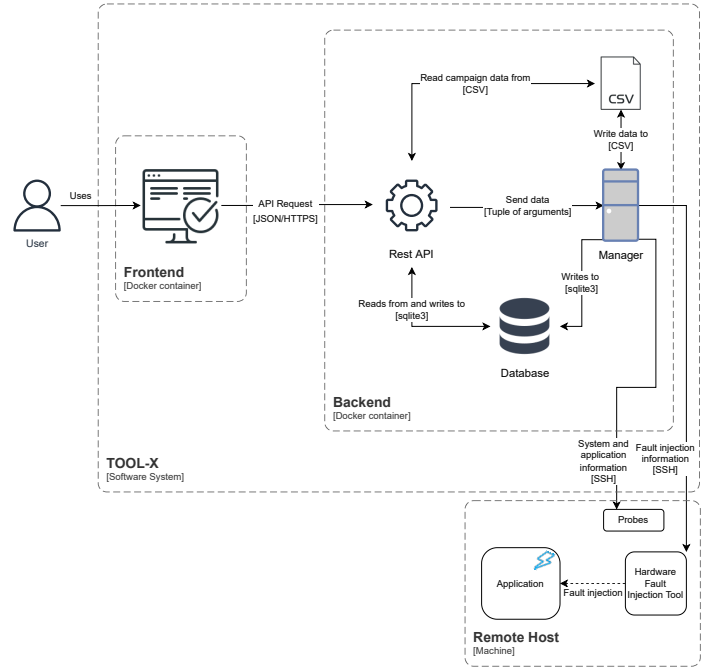 Read campaign data from
[CSV]
CSV
Write data to
[CSV]
Uses
User
API Request
[JSON/HTTPS]
Send data
[Tuple of arguments]
Rest API
Manager
Frontend
[Docker container]
Reads from and writes to
[sqlite3]
Writes to
[sqlite3]
Database
Backend
[Docker container]
TOOL-X
[Software System]
System and
application
information
[SSH]
Fault injection
information
[SSH]
Probes
Application
Fault injection
Hardware
Fault
Injection Tool
Remote Host
[Machine]